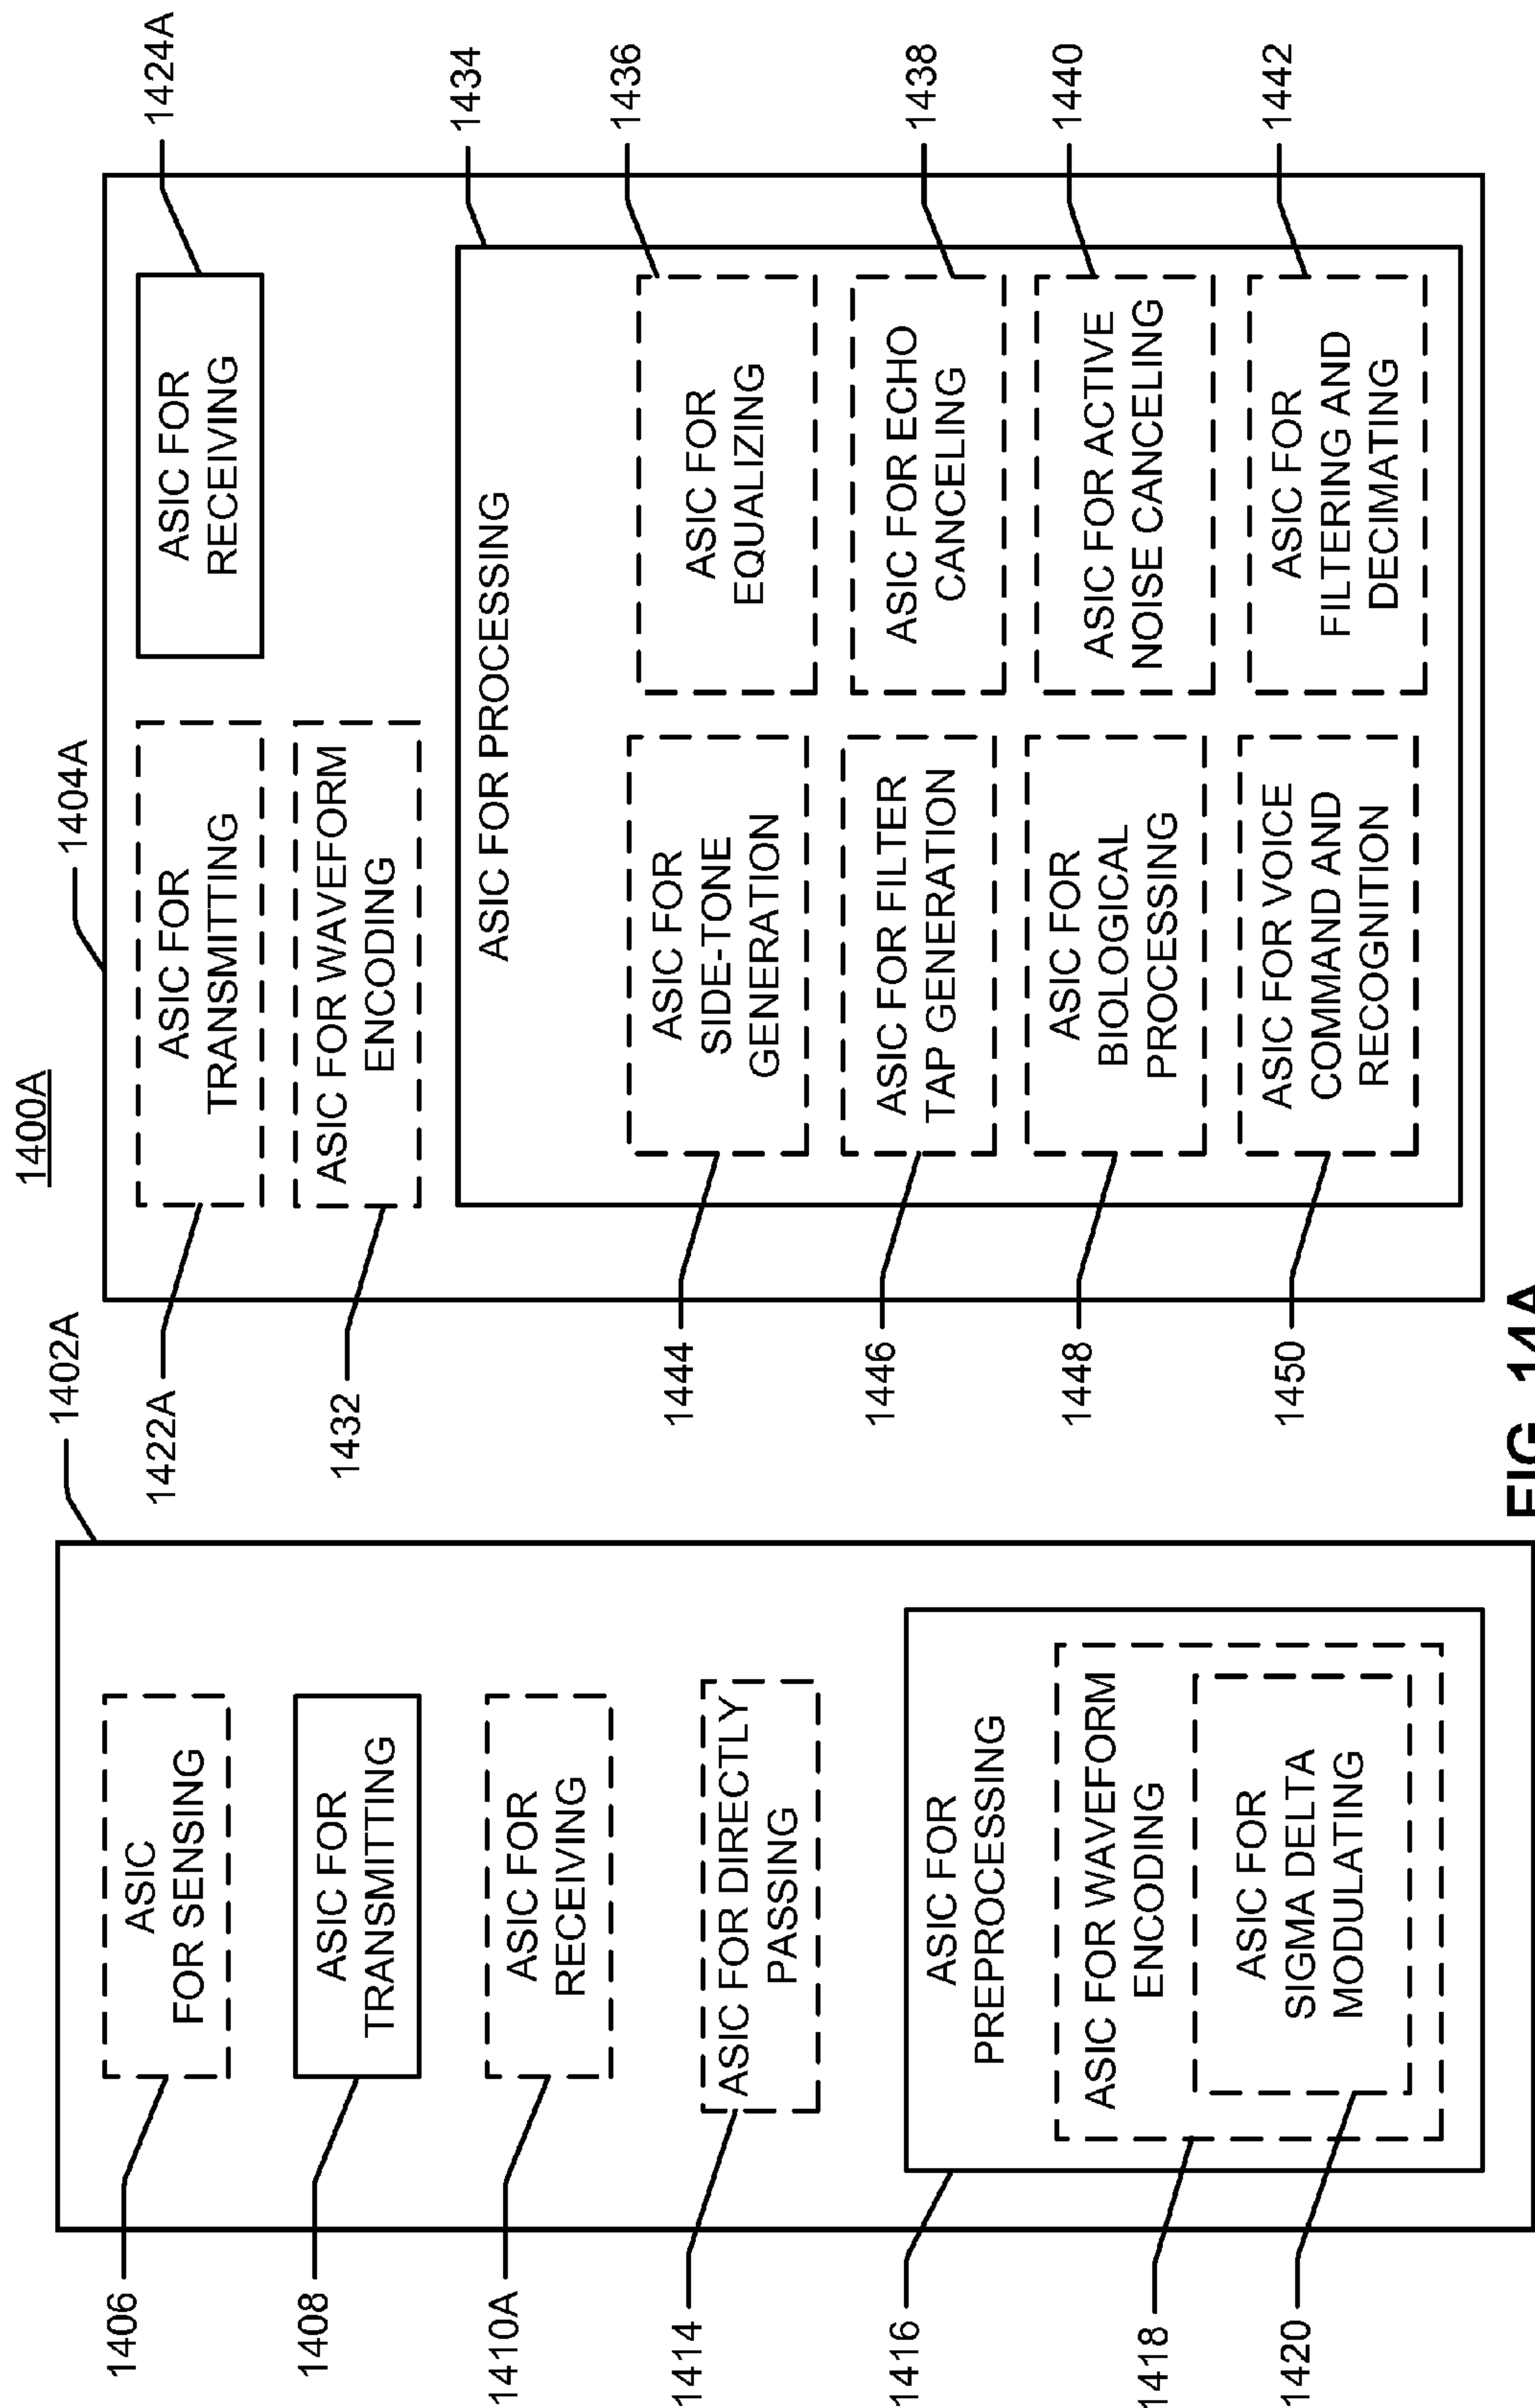 1400A
1402A
1406
ASIC
FOR SENSING
1408
ASIC FOR
TRANSMITTING
1410A
ASIC FOR
RECEIVING
1414
ASIC FOR DIRECTLY
PASSING
1416
ASIC FOR
PREPROCESSING
1418
ASIC FOR WAVEFORM
ENCODING
1420
ASIC FOR
SIGMA DELTA
MODULATING
1404A
1422A
ASIC FOR
TRANSMITTING
ASIC FOR
RECEIVING
1424A
1432
ASIC FOR WAVEFORM
ENCODING
ASIC FOR PROCESSING
1434
1444
ASIC FOR
SIDE-TONE
GENERATION
ASIC FOR
EQUALIZING
1436
1446
ASIC FOR FILTER
TAP GENERATION
ASIC FOR ECHO
CANCELING
1438
1448
ASIC FOR
BIOLOGICAL
PROCESSING
ASIC FOR ACTIVE
NOISE CANCELING
1440
1450
ASIC FOR VOICE
COMMAND AND
RECOGNITION
ASIC FOR
FILTERING AND
DECIMATING
1442
FIG. 14A